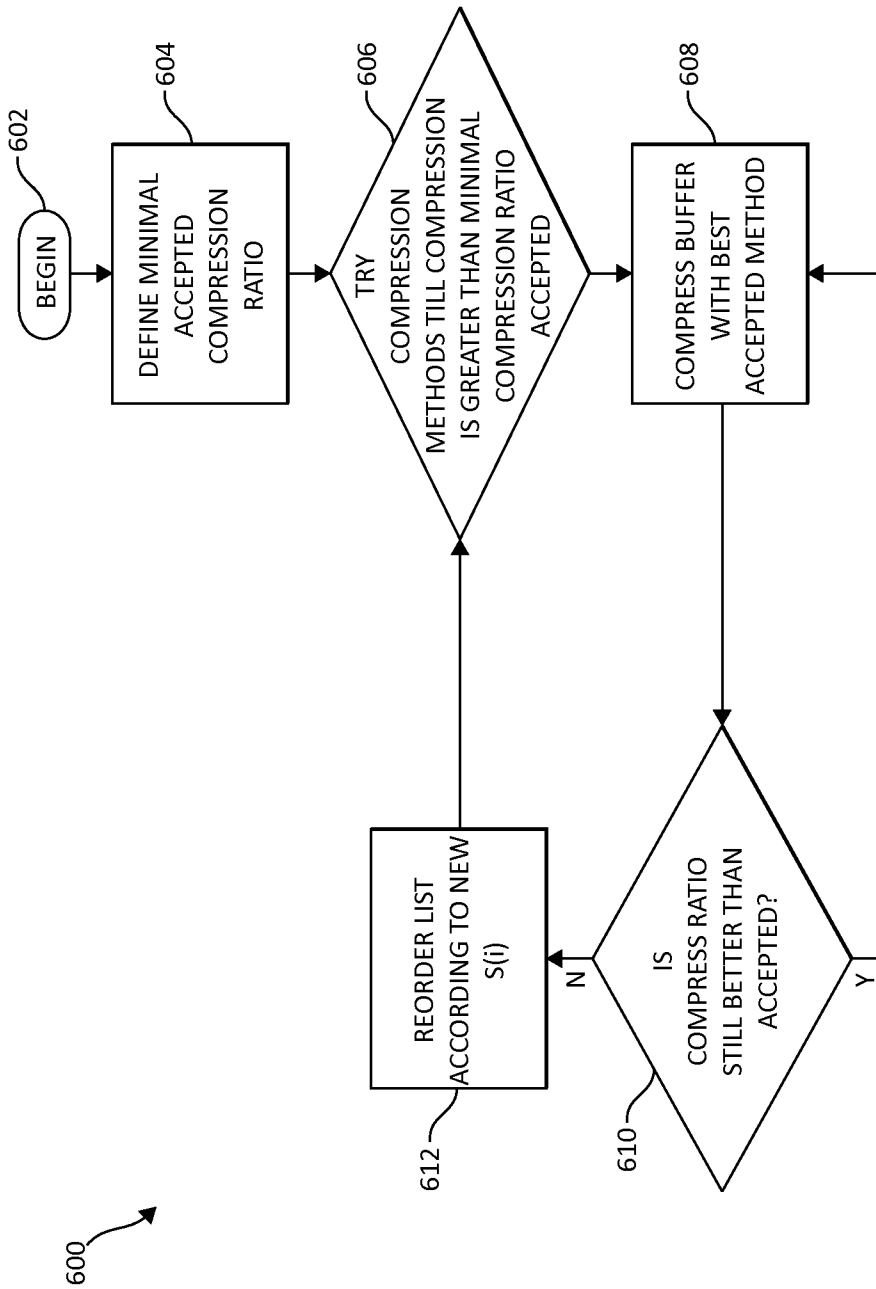 600
602
BEGIN
604
DEFINE MINIMAL
ACCEPTED
COMPRESSION
RATIO
606
TRY
COMPRESSION
METHODS TILL COMPRESSION
IS GREATER THAN MINIMAL
COMPRESSION RATIO
ACCEPTED
608
COMPRESS BUFFER
WITH BEST
ACCEPTED METHOD
610
IS
COMPRESS RATIO
STILL BETTER THAN
ACCEPTED?
N
Y
612
REORDER LIST
ACCORDING TO NEW
S(i)